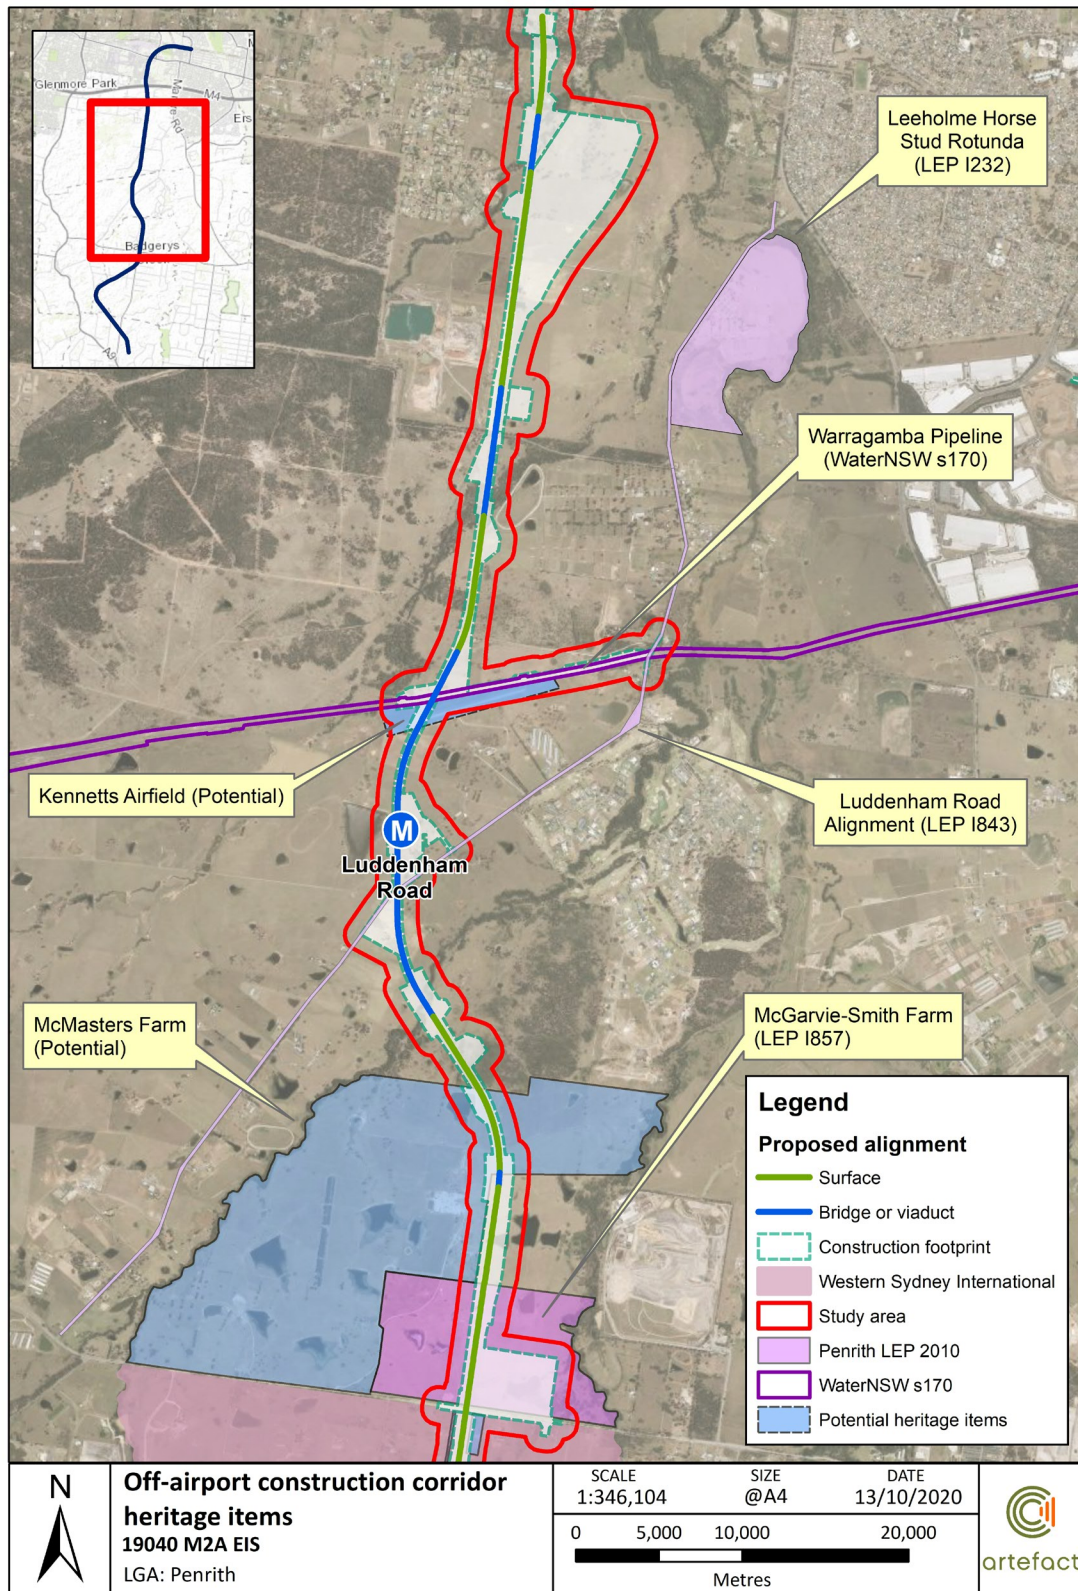 Glenmore Park
M4
Mamre Rd
Ers
Badgerys
A9
Leeholme Horse
Stud Rotunda
(LEP I232)
Warragamba Pipeline
(WaterNSW s170)
Kennetts Airfield (Potential)
Luddenham Road
Alignment (LEP I843)
M
Luddenham
Road
McMasters Farm
(Potential)
McGarvie-Smith Farm
(LEP I857)
Legend
Proposed alignment
Surface
Bridge or viaduct
Construction footprint
Western Sydney International
Study area
Penrith LEP 2010
WaterNSW s170
Potential heritage items
N
Off-airport construction corridor
heritage items
19040 M2A EIS
LGA: Penrith
SCALE
1:346,104
SIZE
@A4
DATE
13/10/2020
0 5,000 10,000 20,000
Metres
artefact